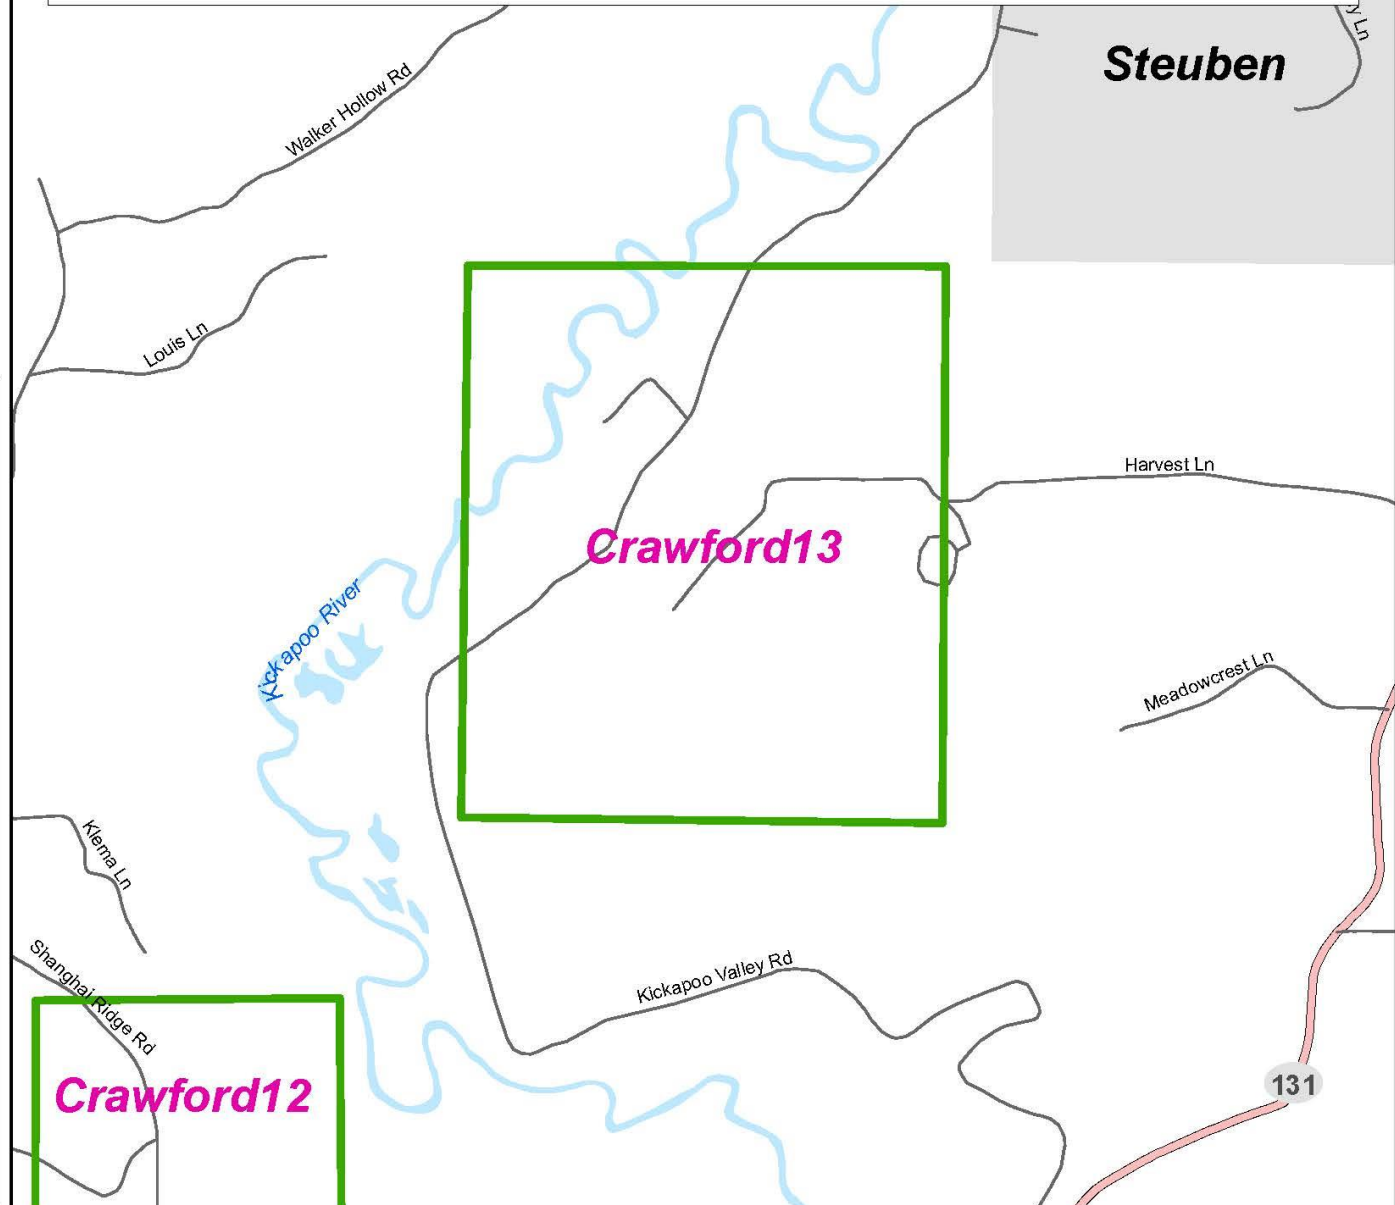 Steuben
Walker Hollow Rd
Louis Ln
Harvest Ln
Crawford13
Kickapoo River
Meadowcrest Ln
Klema Ln
Shanghai Ridge Rd
Kickapoo Valley Rd
131
Crawford12
y Ln